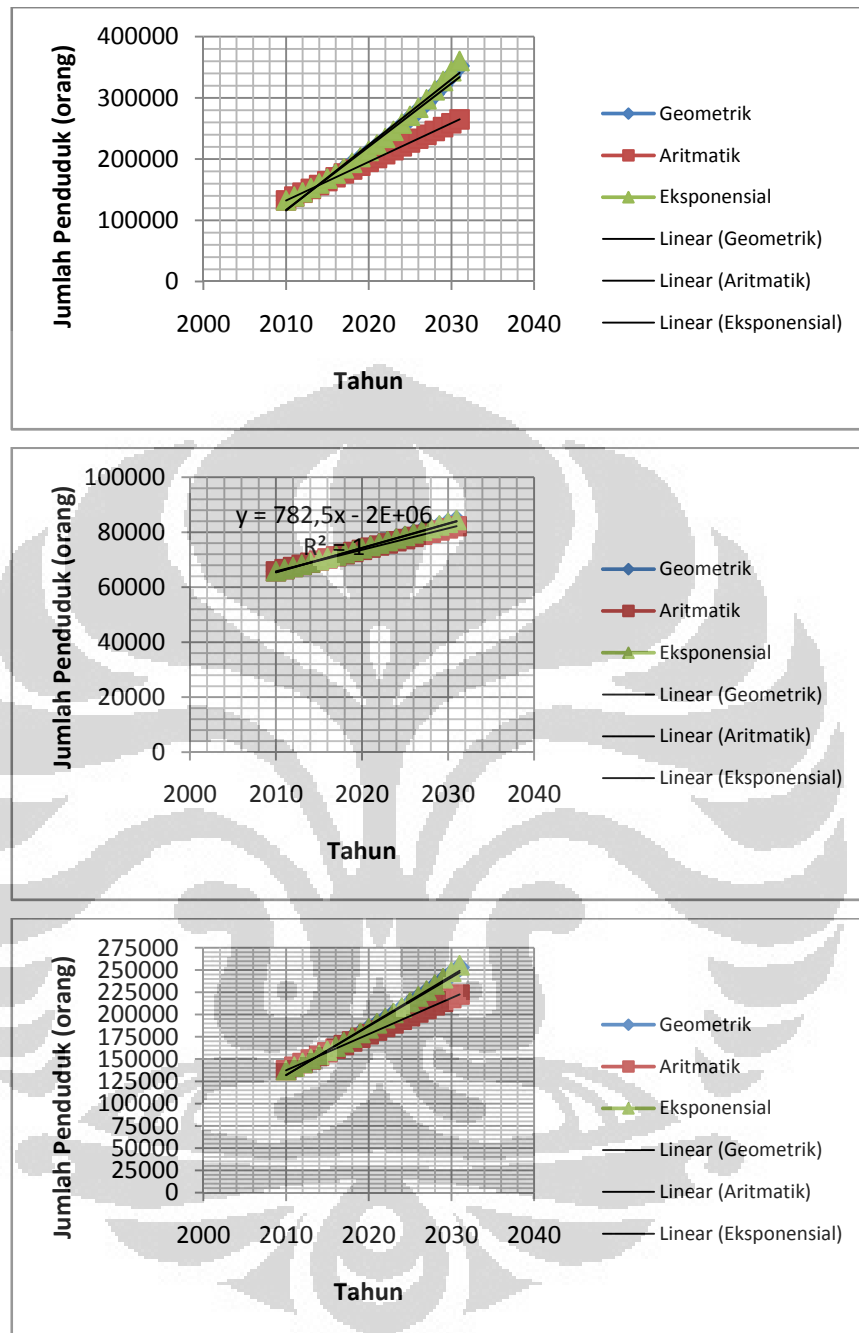 400000
300000
200000
100000
0
2000 2010 2020 2030 2040
Jumlah Penduduk (orang)
Tahun
Geometrik
Aritmatik
Eksponensial
Linear (Geometrik)
Linear (Aritmatik)
Linear (Eksponensial)
100000
80000
60000
40000
20000
0
y = 782,5x - 2E+06
R² = 1
2000 2010 2020 2030 2040
Jumlah Penduduk (orang)
Tahun
Geometrik
Aritmatik
Eksponensial
Linear (Geometrik)
Linear (Aritmatik)
Linear (Eksponensial)
275000
250000
225000
200000
175000
150000
125000
100000
75000
50000
25000
0
2000 2010 2020 2030 2040
Jumlah Penduduk (orang)
Tahun
Geometrik
Aritmatik
Eksponensial
Linear (Geometrik)
Linear (Aritmatik)
Linear (Eksponensial)